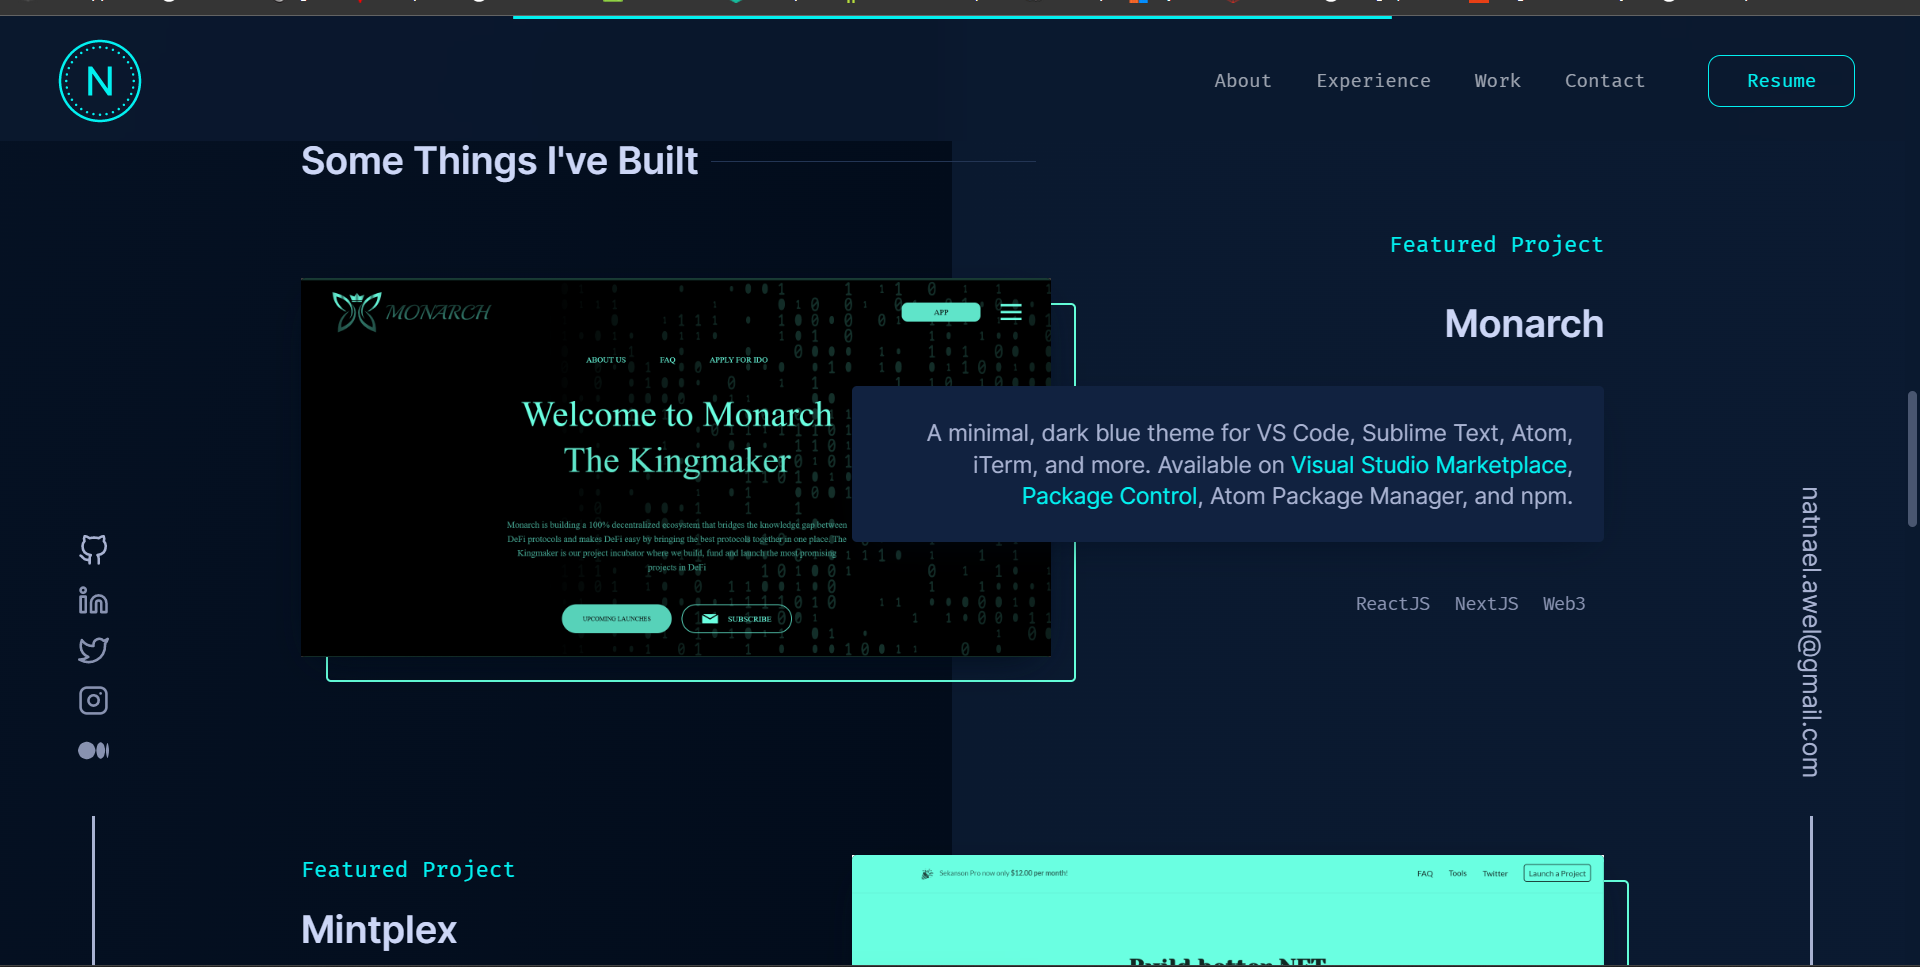 N
About Experience Work Contact Resume
Some Things I've Built
Featured Project
Monarch
MONARCH
APP
ABOUT US FAQ APPLY FOR IDO
Welcome to Monarch
The Kingmaker
Monarch is building a 100% decentralized ecosystem that bridges the knowledge gap between
DeFi protocols and makes DeFi easy by bringing the best protocols together in one place. The
Kingmaker is our project incubator where we build, fund and launch the most promising
projects in DeFi
UPCOMING LAUNCHES SUBSCRIBE
A minimal, dark blue theme for VS Code, Sublime Text, Atom,
iTerm, and more. Available on Visual Studio Marketplace,
Package Control, Atom Package Manager, and npm.
ReactJS NextJS Web3
natnael.awel@gmail.com
Featured Project
Mintplex
Sekanson Pro now only $12.00 per month!
FAQ Tools Twitter Launch a Project
Build better NFT